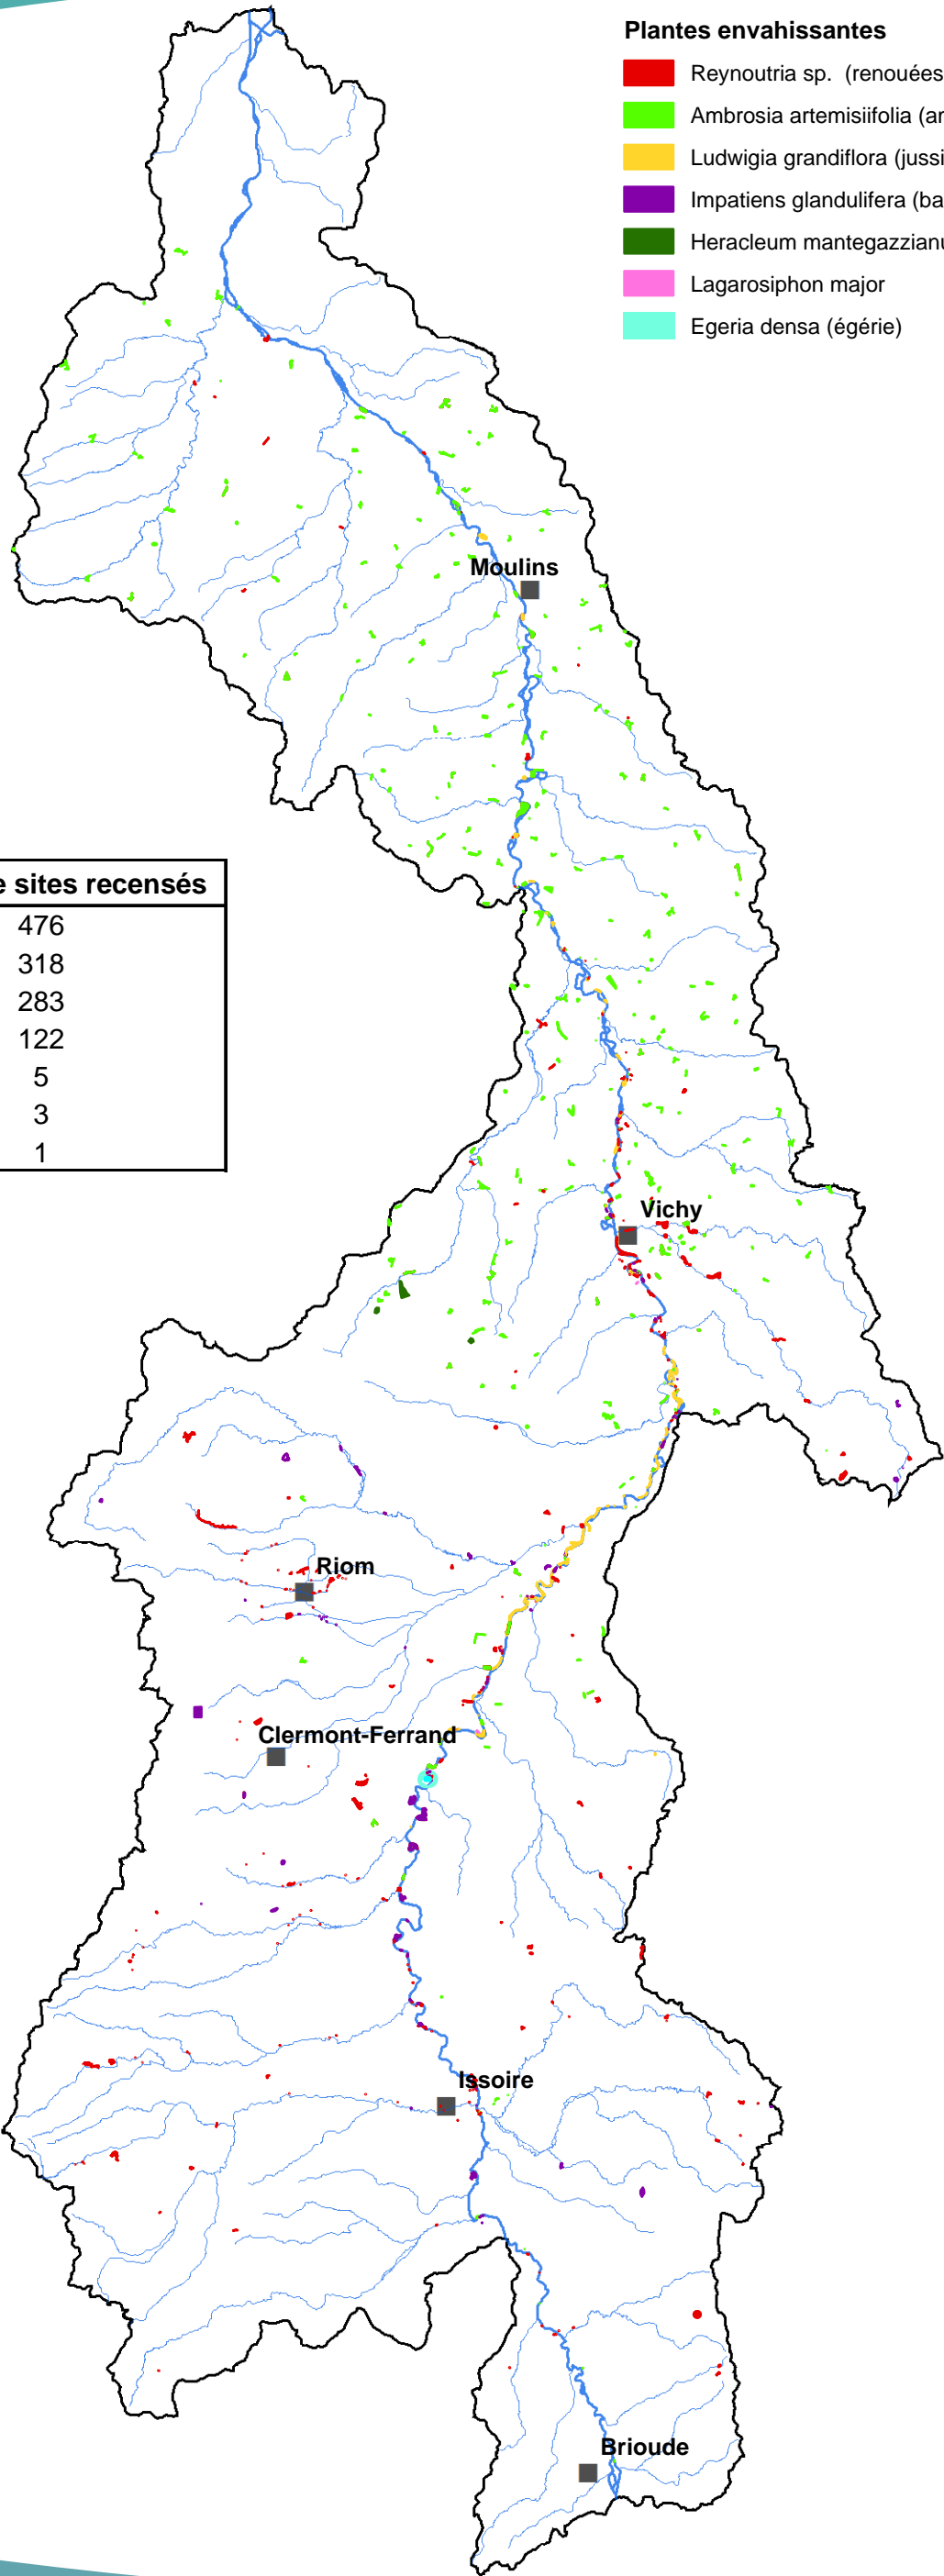 Plantes envahissantes
Reynoutria sp. (renouées
Ambrosia artemisiifolia (ar
Ludwigia grandiflora (jussi
Impatiens glandulifera (ba
Heracleum mantegazzianu
Lagarosiphon major
Egeria densa (égérie)
Moulins
e sites recensés
476
318
283
122
5
3
1
Vichy
Riom
Clermont-Ferrand
Issoire
Brioude